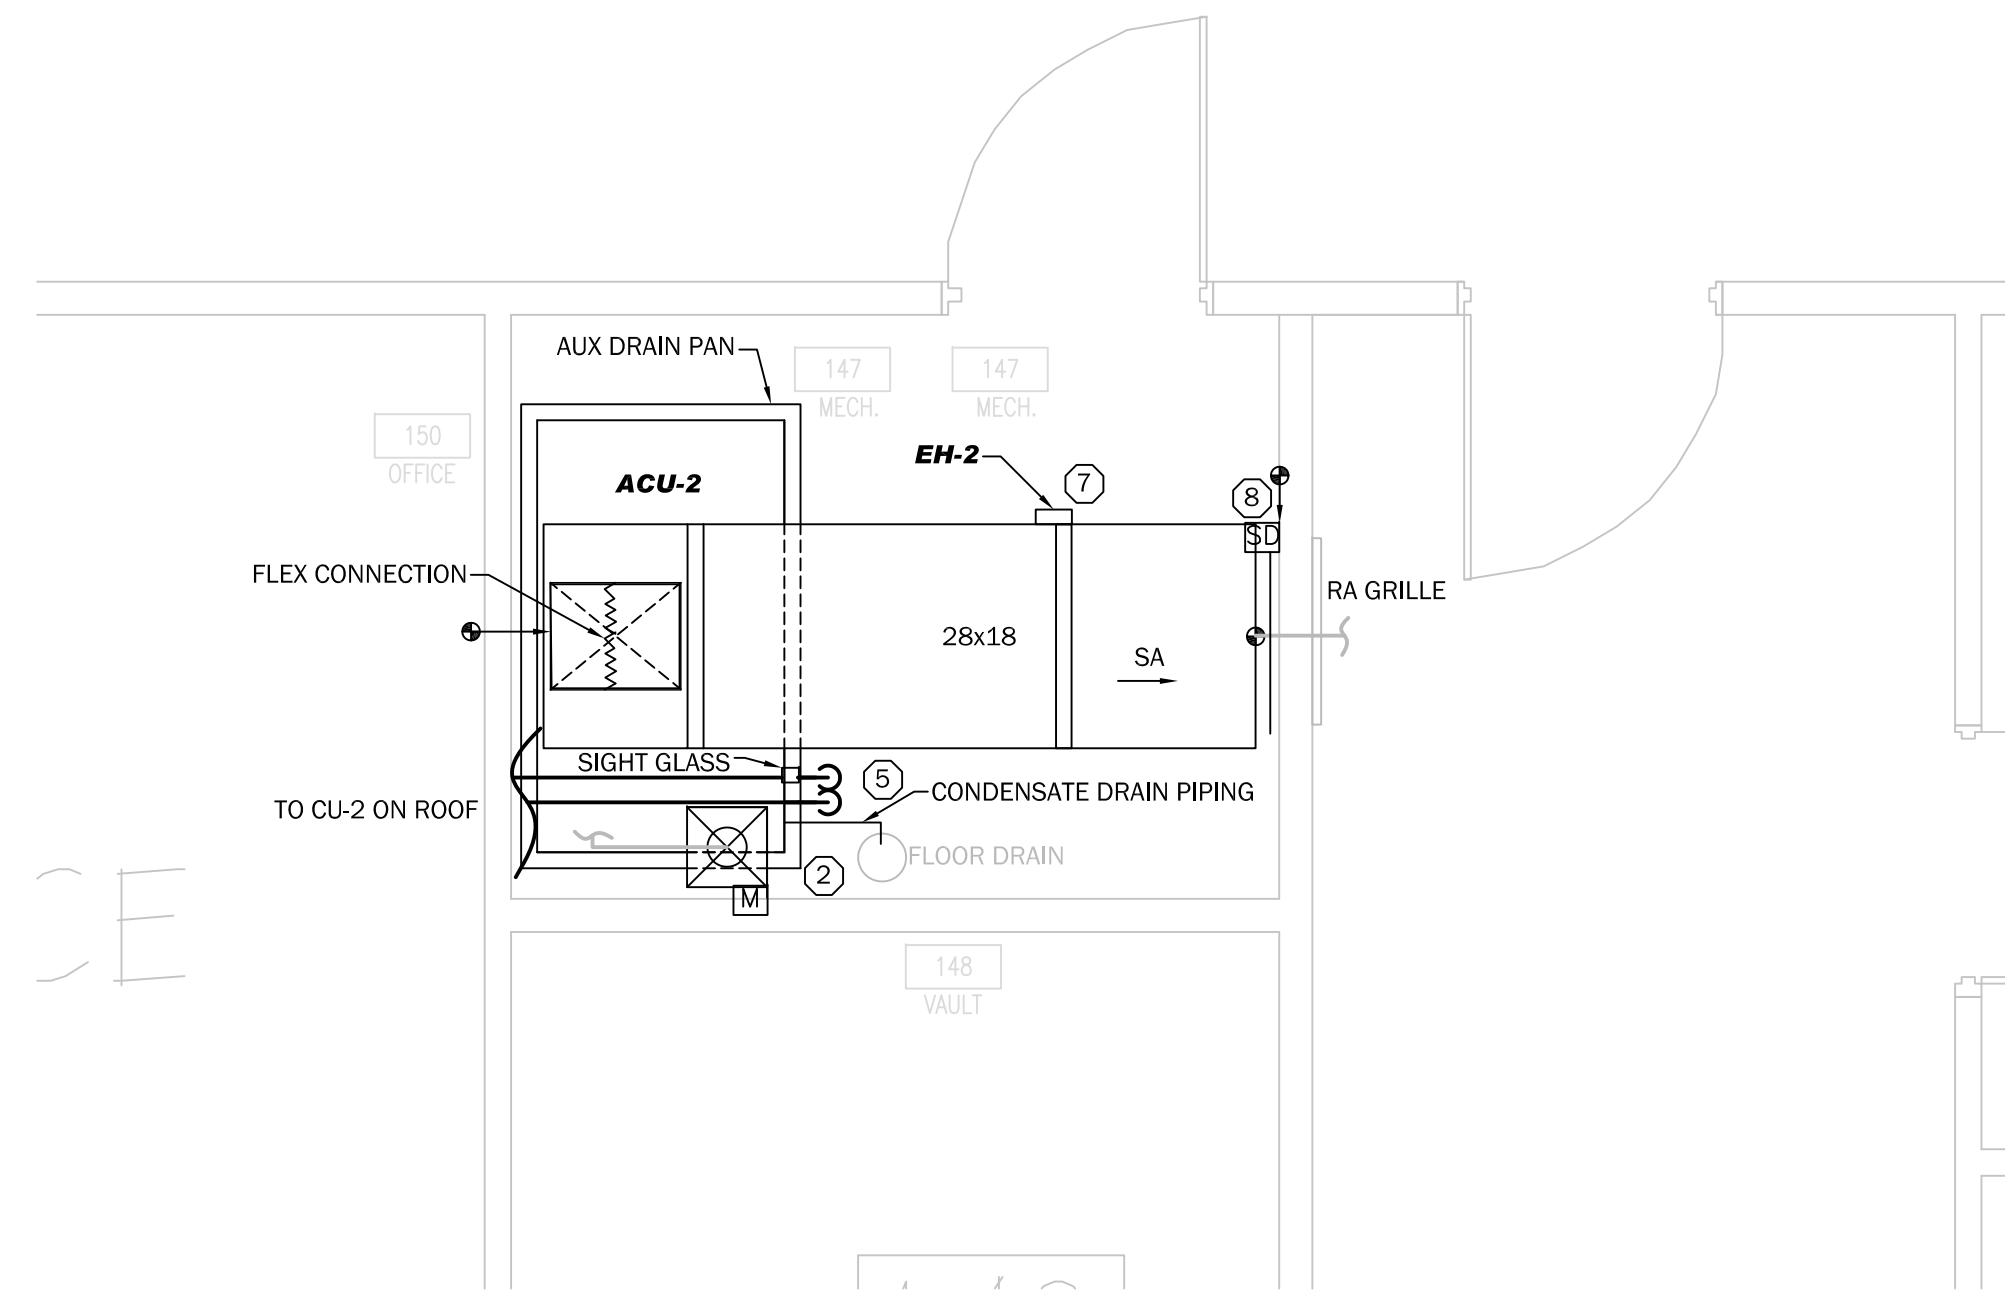 AUX DRAIN PAN
147
MECH.
147
MECH.
150
OFFICE
EH-2
7
ACU-2
8
SD
FLEX CONNECTION
RA GRILLE
28x18
SA
SIGHT GLASS
5
CONDENSATE DRAIN PIPING
TO CU-2 ON ROOF
FLOOR DRAIN
2
M
CE
148
VAULT